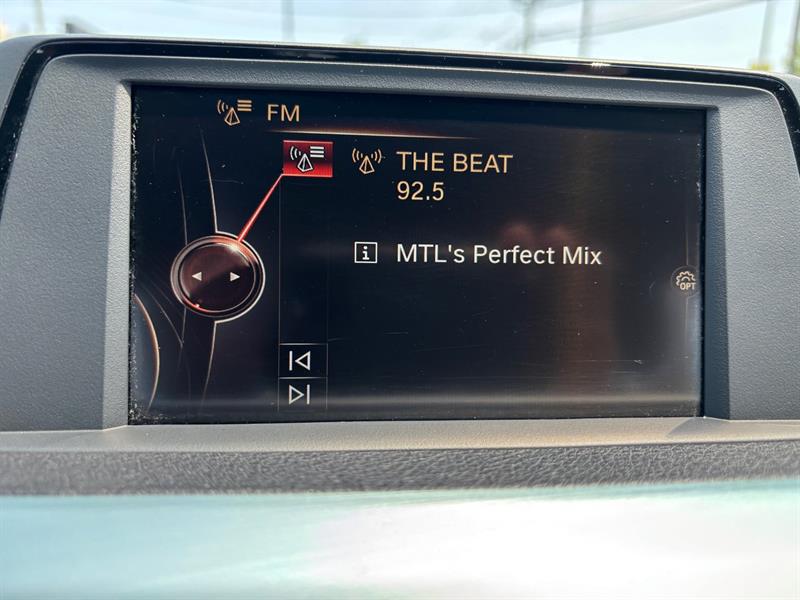 FM
THE BEAT
92.5
i MTL's Perfect Mix
OPT